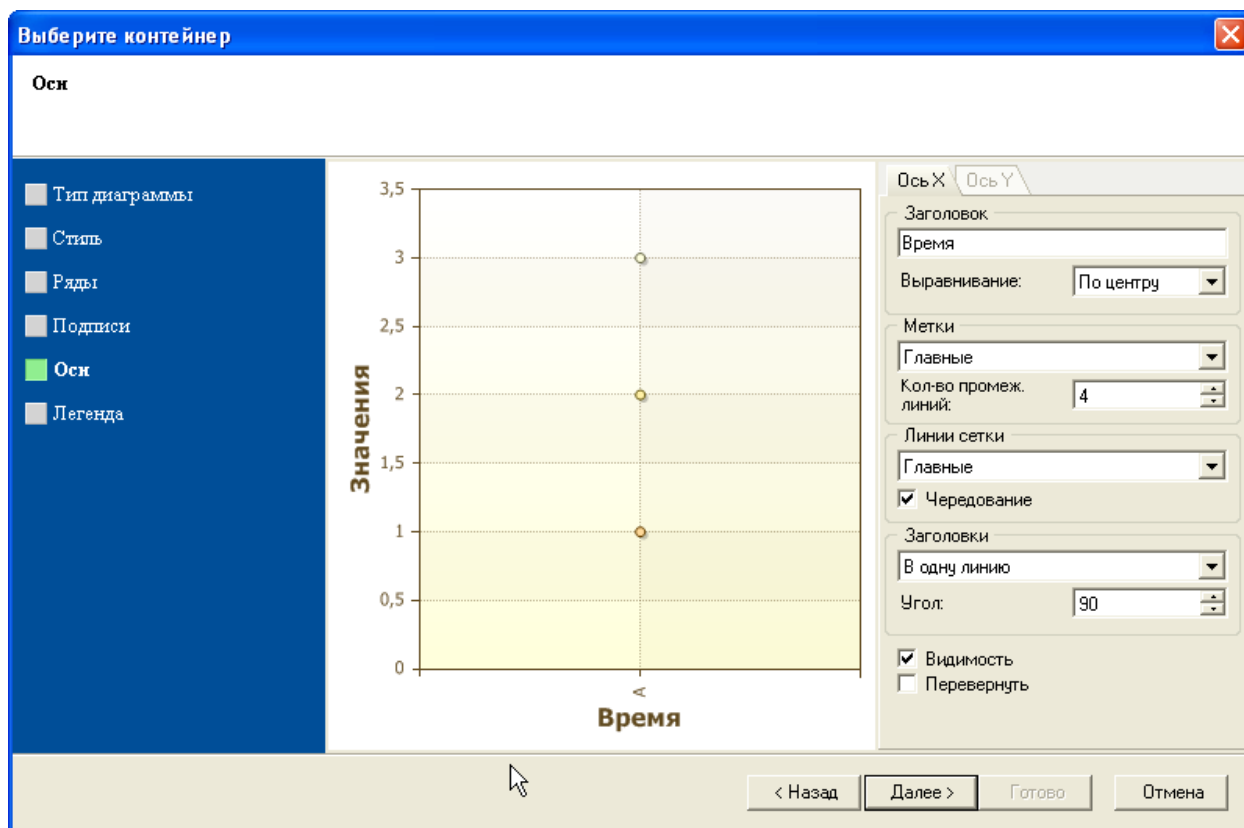 Выберите контейнер
Оси
Тип диаграммы
Стиль
Ряды
Подписи
Оси
Легенда
3,5
3
2,5
2
1,5
1
0,5
0
Значения
A
Время
Ось X
Ось Y
Заголовок
Время
Выравнивание:
По центру
Метки
Главные
Кол-во промеж.
линий:
4
Линии сетки
Главные
Чередование
Заголовки
В одну линию
Угол:
90
Видимость
Перевернуть
< Назад
Далее >
Готово
Отмена